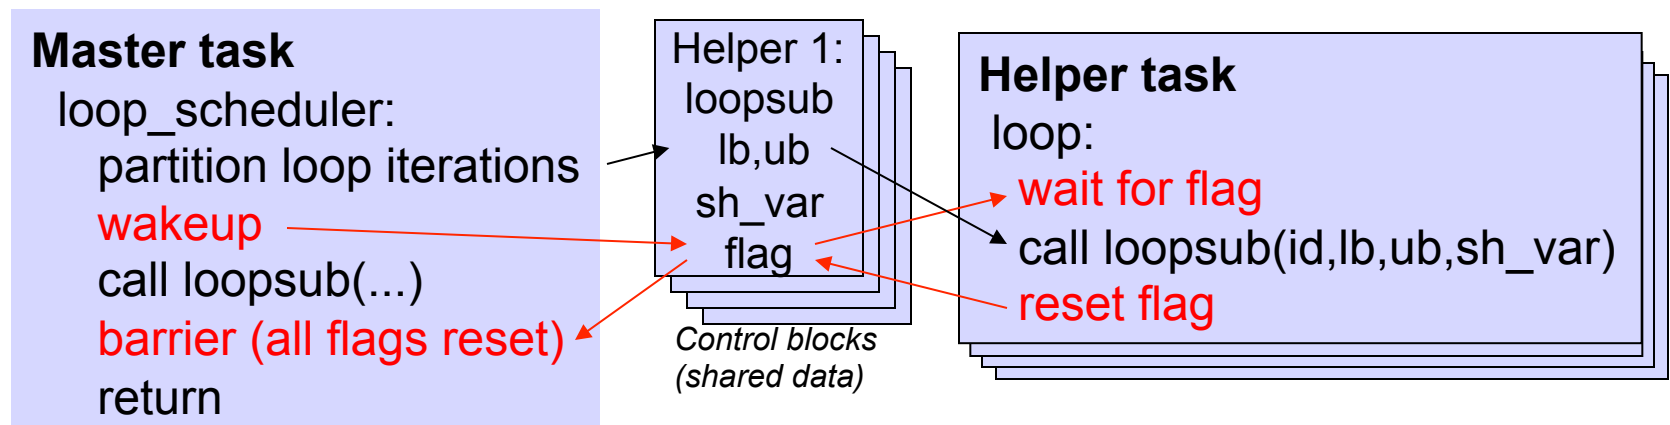 Master task
loop_scheduler:
partition loop iterations
wakeup
call loopsub(...)
barrier (all flags reset)
return
Helper 1:
loopsub
lb,ub
sh_var
flag
Control blocks
(shared data)
Helper task
loop:
wait for flag
call loopsub(id,lb,ub,sh_var)
reset flag